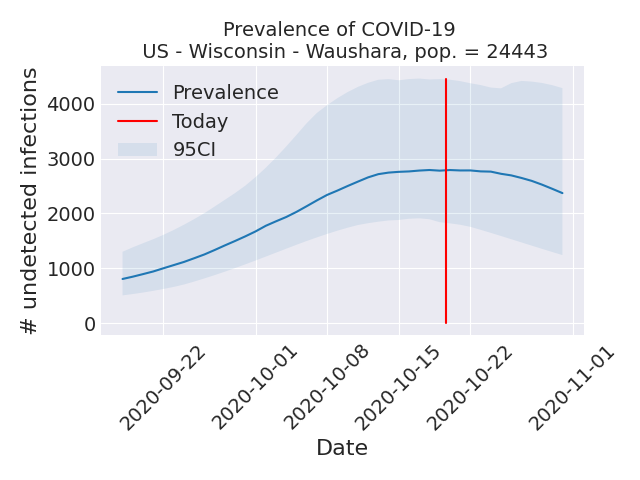 Prevalence of COVID-19
US - Wisconsin - Waushara, pop. = 24443
# undetected infections
4000
3000
2000
1000
0
Prevalence
Today
95CI
2020-09-22
2020-10-01
2020-10-08
2020-10-15
2020-10-22
2020-11-01
Date